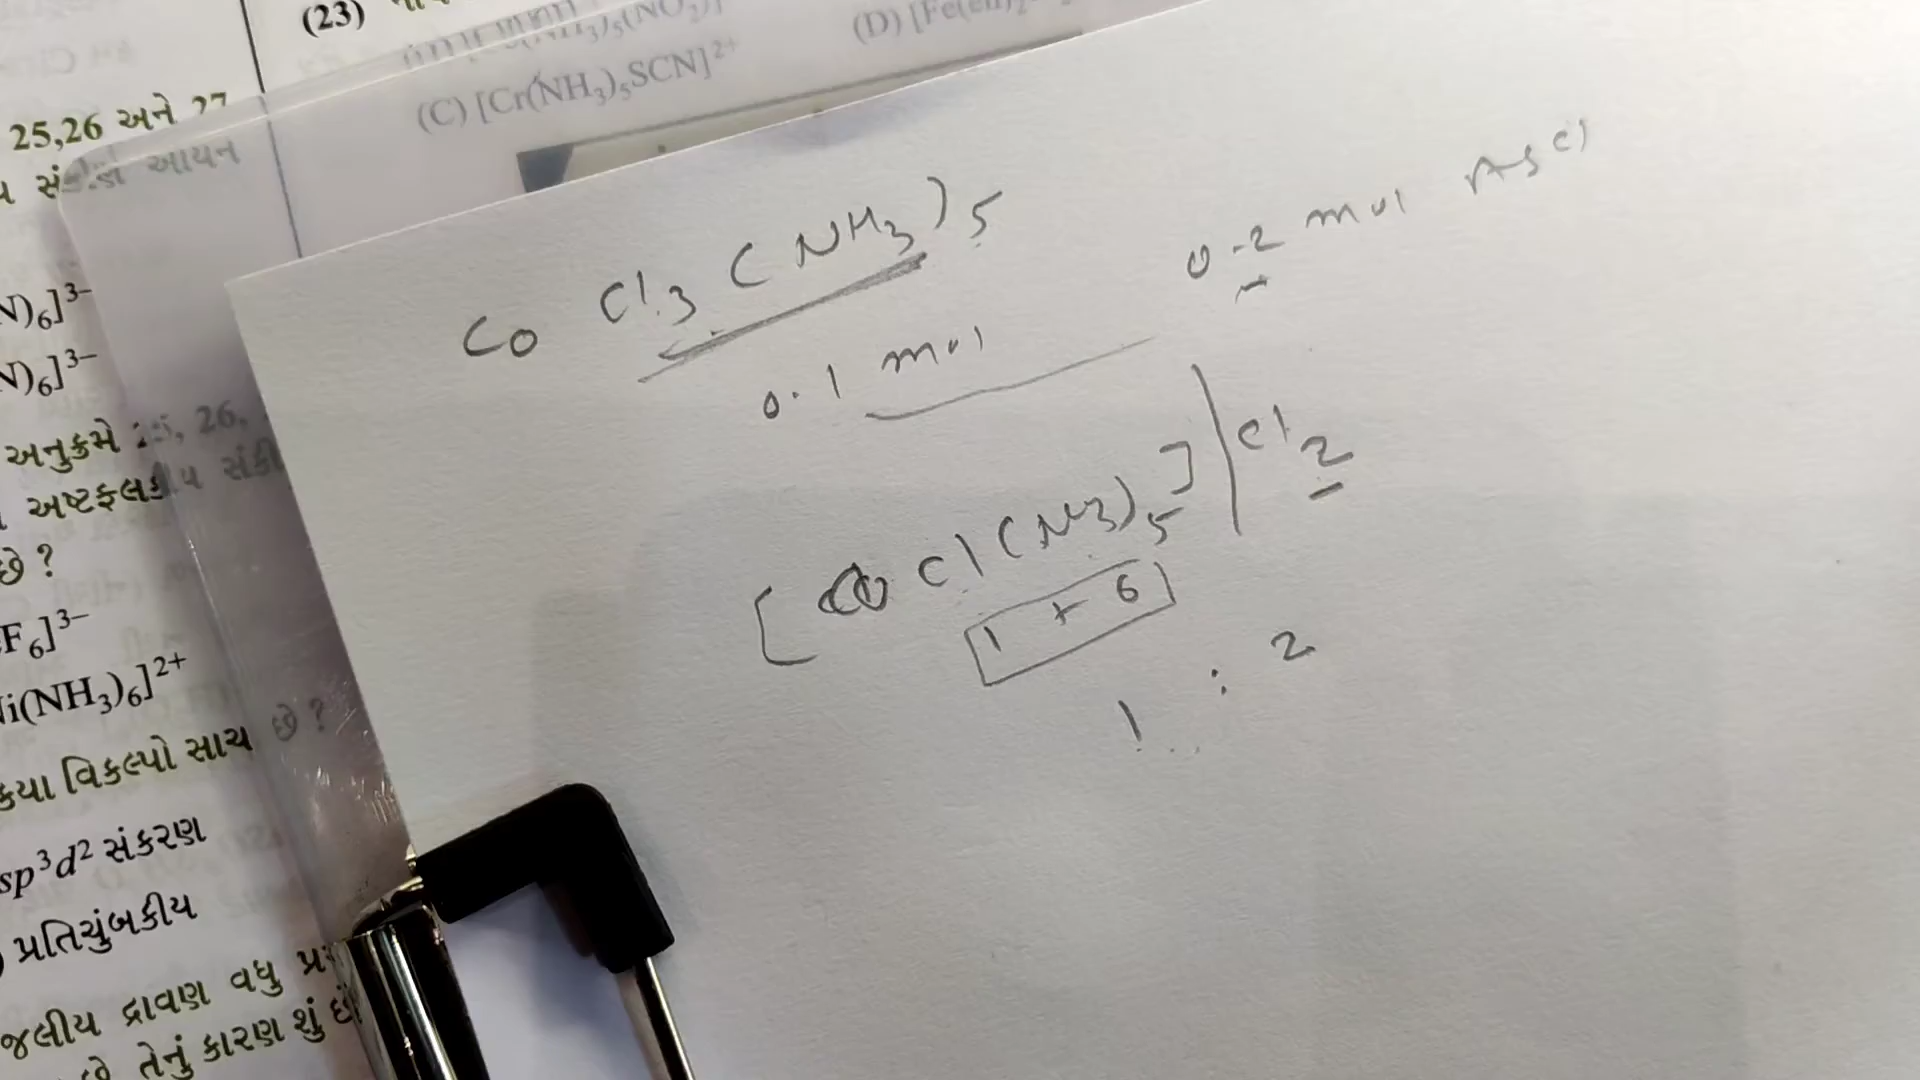 (23)
(D) [Fe(en)
(C) [Cr(NH₃)₅SCN]²⁺
25,26 અને 27
આયન
N)₆]³⁻
N)₆]³⁻
અનુક્રમે 25, 26,
અષ્ટફલકીય સંકી
છે ?
F₆]³⁻
Ni(NH₃)₆]²⁺
કયા વિકલ્પો સાચ છે ?
sp³d² સંકરણ
પ્રતિચુંબકીય
જલીય દ્રાવણ વધુ પ્ર
છે. તેનું કારણ શું છે
Co Cl₃ (NH₃)₅
0.1 mol
0.2 mol Agcl
[Co Cl (NH3)₅] Cl₂
1 + 6
1 : 2